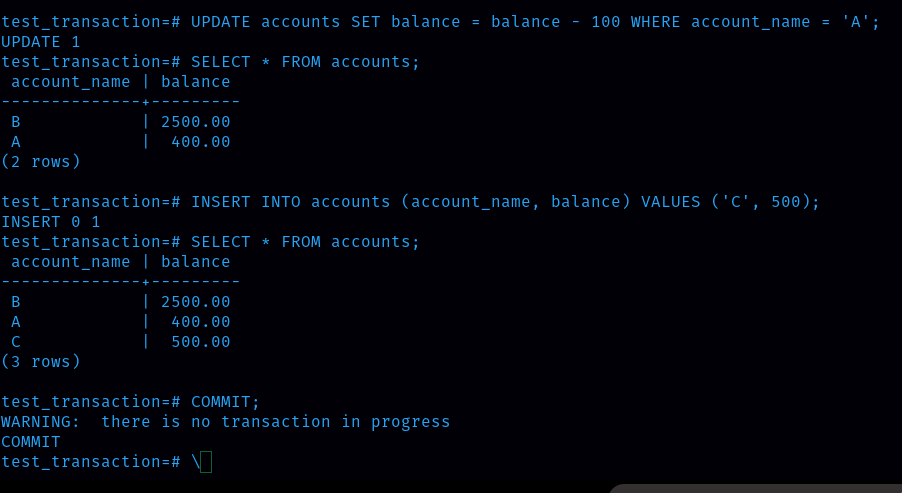 test_transaction=# UPDATE accounts SET balance = balance - 100 WHERE account_name = 'A';
UPDATE 1
test_transaction=# SELECT * FROM accounts;
 account_name | balance
--------------+---------
 B            | 2500.00
 A            |  400.00
(2 rows)

test_transaction=# INSERT INTO accounts (account_name, balance) VALUES ('C', 500);
INSERT 0 1
test_transaction=# SELECT * FROM accounts;
 account_name | balance
--------------+---------
 B            | 2500.00
 A            |  400.00
 C            |  500.00
(3 rows)

test_transaction=# COMMIT;
WARNING:  there is no transaction in progress
COMMIT
test_transaction=# \